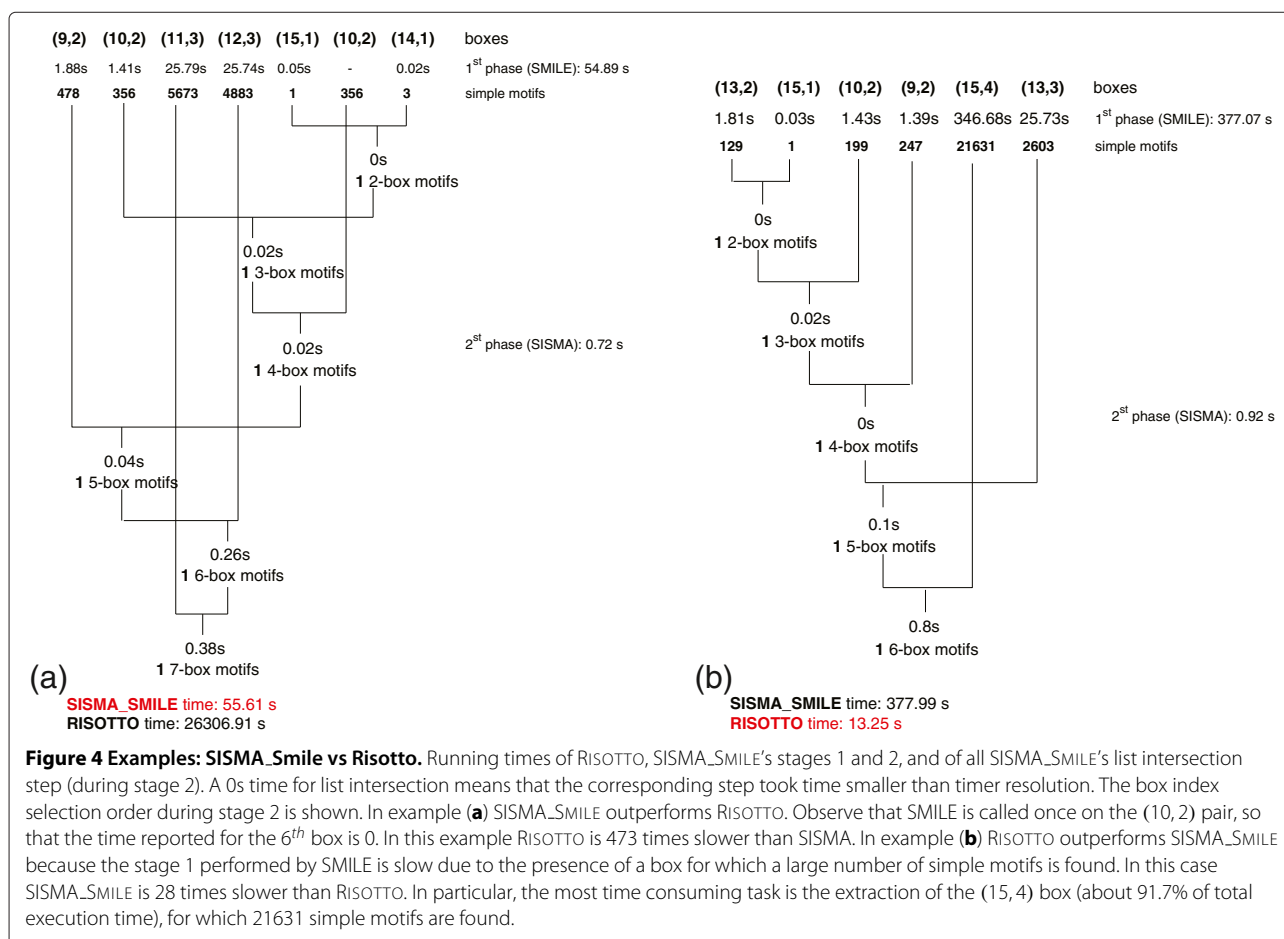 (9,2) (10,2) (11,3) (12,3) (15,1) (10,2) (14,1) boxes
1.88s 1.41s 25.79s 25.74s 0.05s - 0.02s 1st phase (SMILE): 54.89 s
478 356 5673 4883 1 356 3 simple motifs
0s
1 2-box motifs
0.02s
1 3-box motifs
0.02s
1 4-box motifs
2st phase (SISMA): 0.72 s
0.04s
1 5-box motifs
0.26s
1 6-box motifs
0.38s
1 7-box motifs
(a)
SISMA_SMILE time: 55.61 s
RISOTTO time: 26306.91 s
(13,2) (15,1) (10,2) (9,2) (15,4) (13,3) boxes
1.81s 0.03s 1.43s 1.39s 346.68s 25.73s 1st phase (SMILE): 377.07 s
129 1 199 247 21631 2603 simple motifs
0s
1 2-box motifs
0.02s
1 3-box motifs
0s
1 4-box motifs
2st phase (SISMA): 0.92 s
0.1s
1 5-box motifs
0.8s
1 6-box motifs
(b)
SISMA_SMILE time: 377.99 s
RISOTTO time: 13.25 s
Figure 4 Examples: SISMA_Smile vs Risotto. Running times of RISOTTO, SISMA_SMILE's stages 1 and 2, and of all SISMA_SMILE's list intersection
step (during stage 2). A 0s time for list intersection means that the corresponding step took time smaller than timer resolution. The box index
selection order during stage 2 is shown. In example (a) SISMA_SMILE outperforms RISOTTO. Observe that SMILE is called once on the (10, 2) pair, so
that the time reported for the 6th box is 0. In this example RISOTTO is 473 times slower than SISMA. In example (b) RISOTTO outperforms SISMA_SMILE
because the stage 1 performed by SMILE is slow due to the presence of a box for which a large number of simple motifs is found. In this case
SISMA_SMILE is 28 times slower than RISOTTO. In particular, the most time consuming task is the extraction of the (15, 4) box (about 91.7% of total
execution time), for which 21631 simple motifs are found.